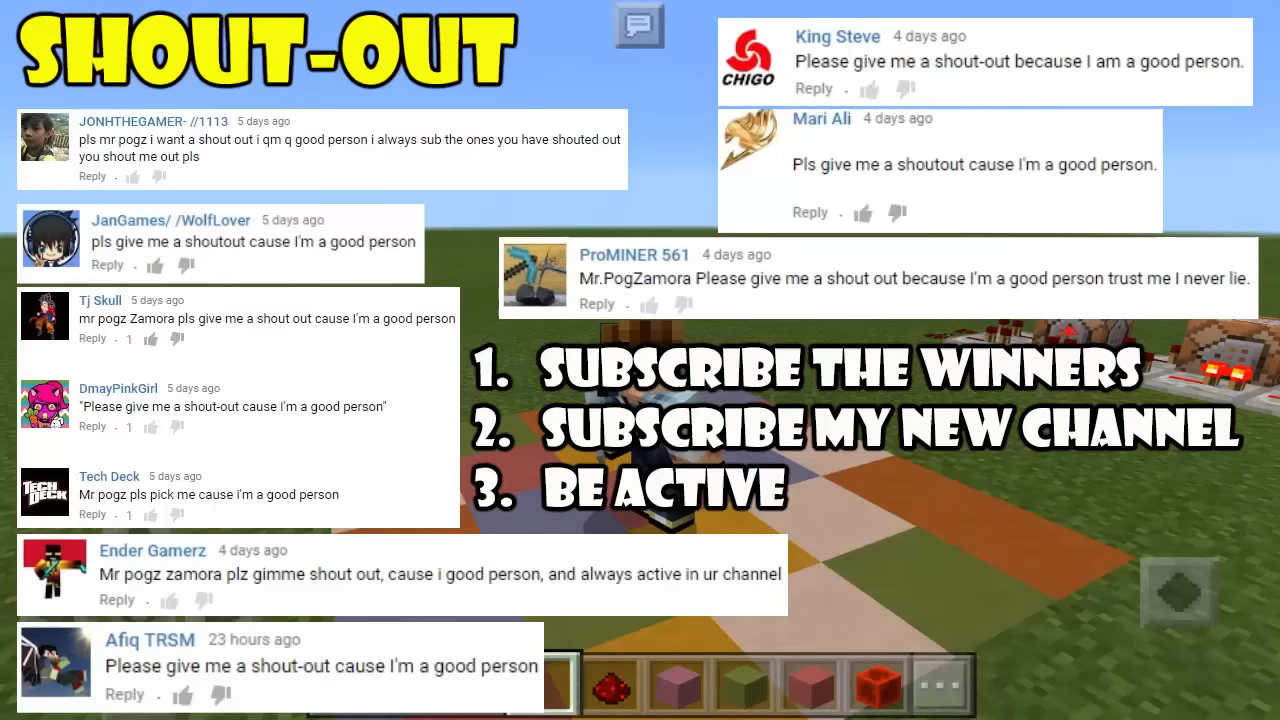 SHOUT-OUT
JONHTHEGAMER- //1113 5 days ago
pls mr pogz i want a shout out i qm q good person i always sub the ones you have shouted out
you shout me out pls
Reply
JanGames/ /WolfLover 5 days ago
pls give me a shoutout cause I'm a good person
Reply
Tj Skull 5 days ago
mr pogz Zamora pls give me a shout out cause I'm a good person
Reply 1
DmayPinkGirl 5 days ago
"Please give me a shout-out cause I'm a good person"
Reply 1
TECH DECK
Tech Deck 5 days ago
Mr pogz pls pick me cause i'm a good person
Reply 1
Ender Gamerz 4 days ago
Mr pogz zamora plz gimme shout out, cause i good person, and always active in ur channel
Reply
Afiq TRSM 23 hours ago
Please give me a shout-out cause I'm a good person
Reply
CHIGO
King Steve 4 days ago
Please give me a shout-out because I am a good person.
Reply
Mari Ali 4 days ago
Pls give me a shoutout cause I'm a good person.
Reply
ProMINER 561 4 days ago
Mr.PogZamora Please give me a shout out because I'm a good person trust me I never lie.
Reply
1. SUBSCRIBE THE WINNERS
2. SUBSCRIBE MY NEW CHANNEL
3. BE ACTIVE